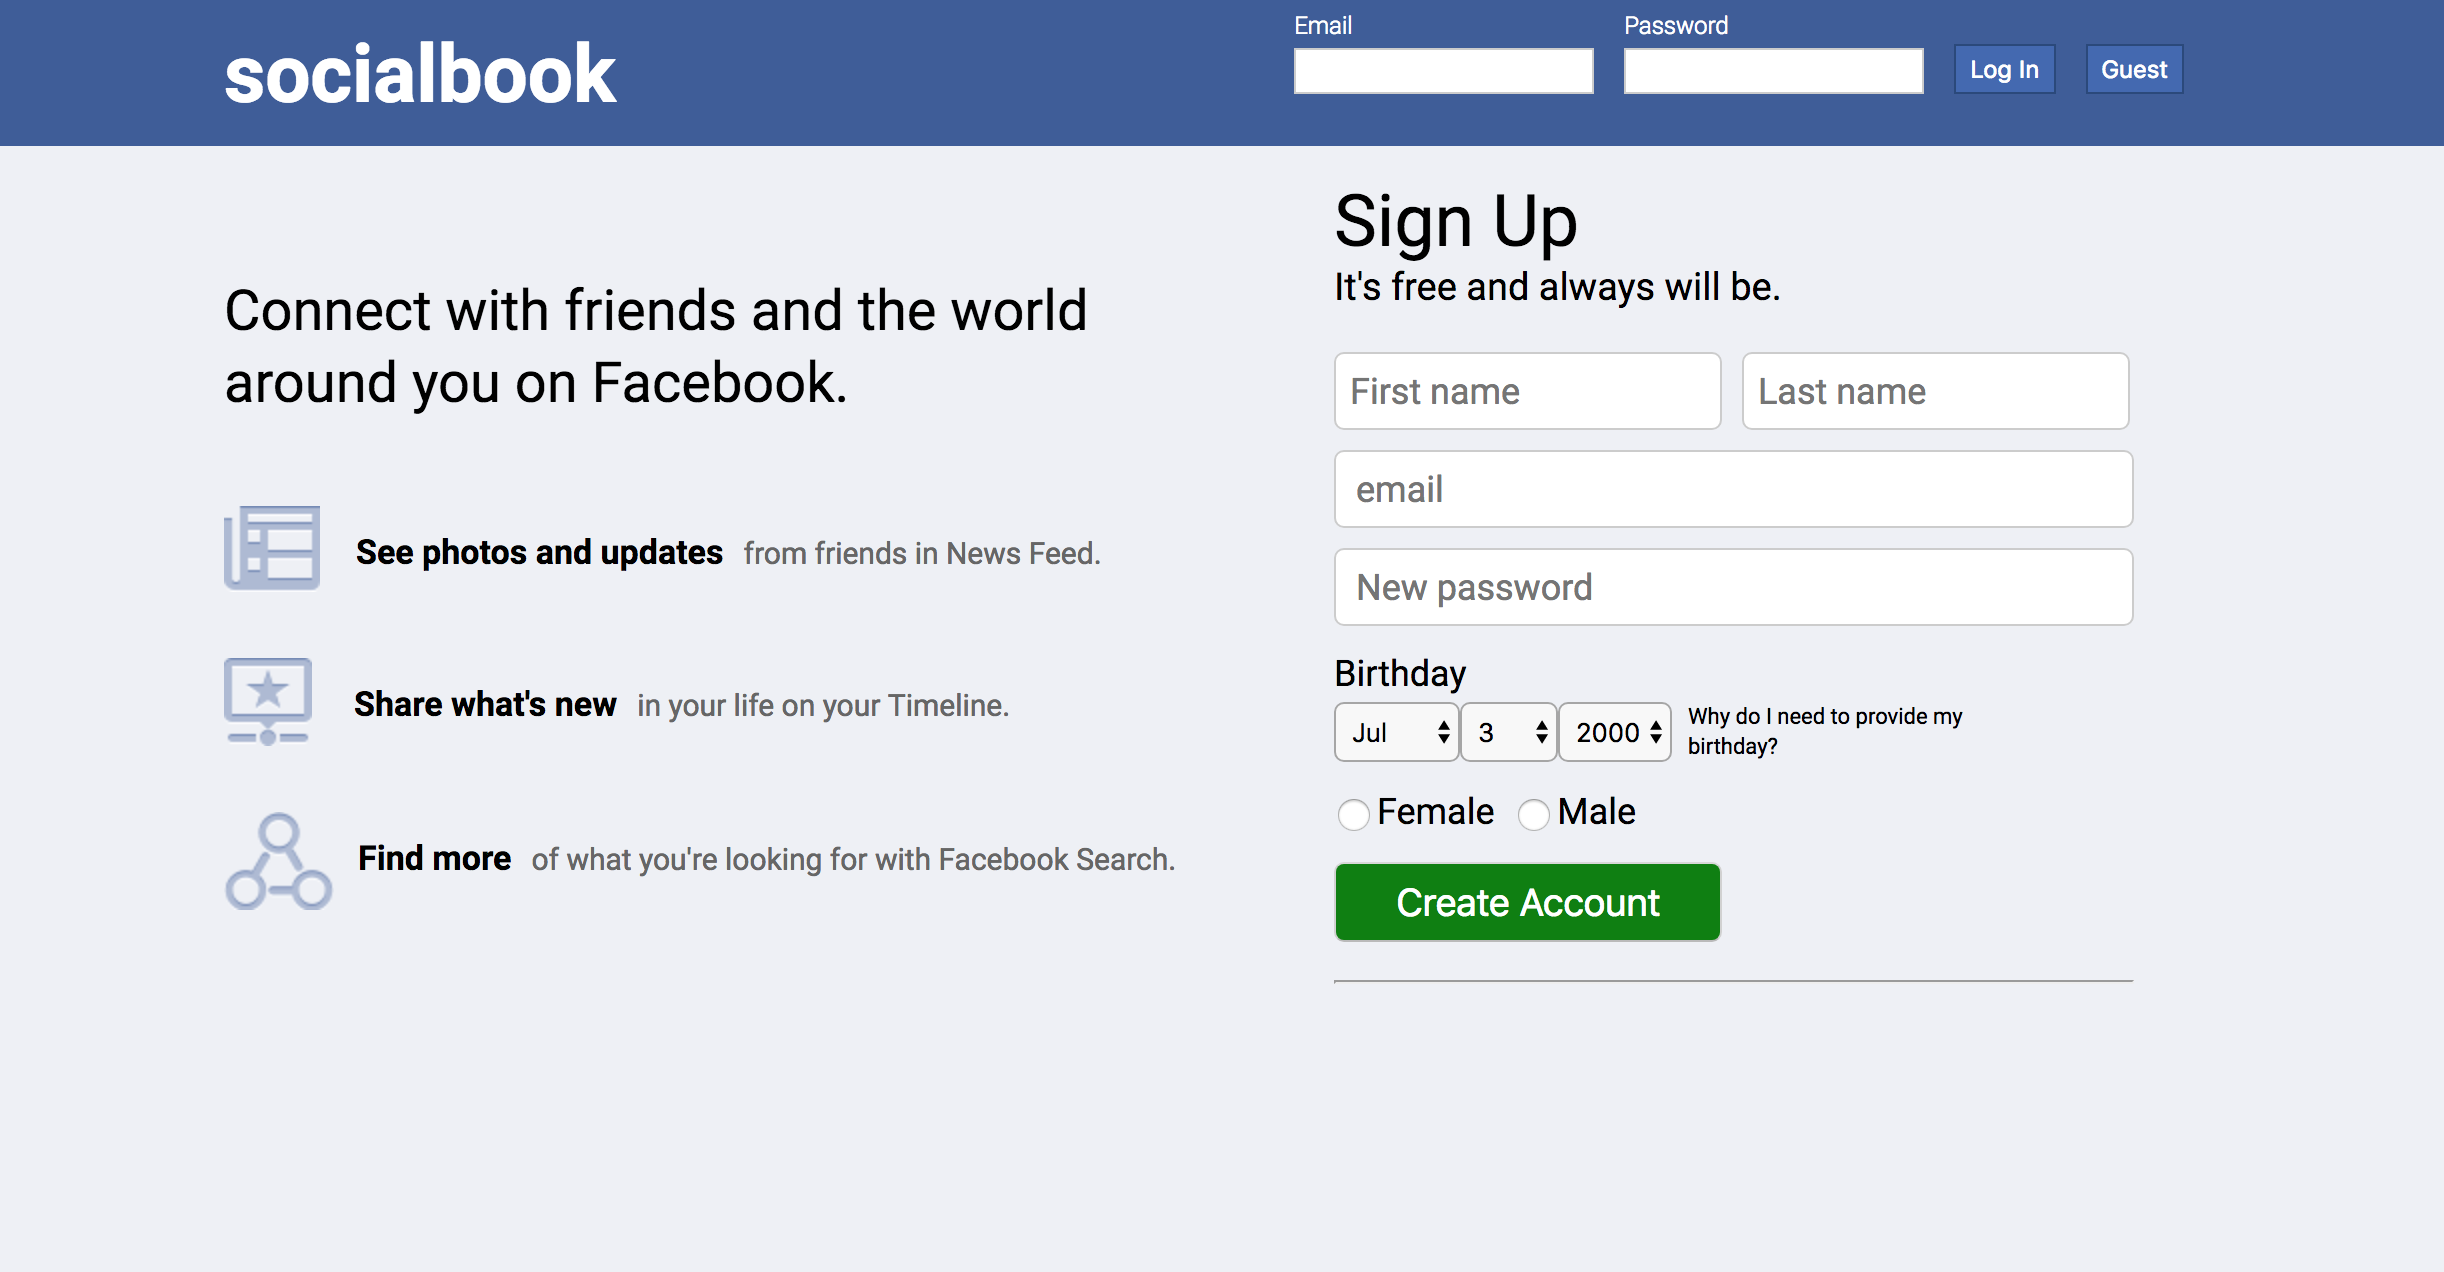 socialbook
Email
Password
Log In
Guest
Connect with friends and the world
around you on Facebook.
See photos and updates from friends in News Feed.
Share what's new in your life on your Timeline.
Find more of what you're looking for with Facebook Search.
Sign Up
It's free and always will be.
First name
Last name
email
New password
Birthday
Jul
3
2000
Why do I need to provide my
birthday?
Female
Male
Create Account